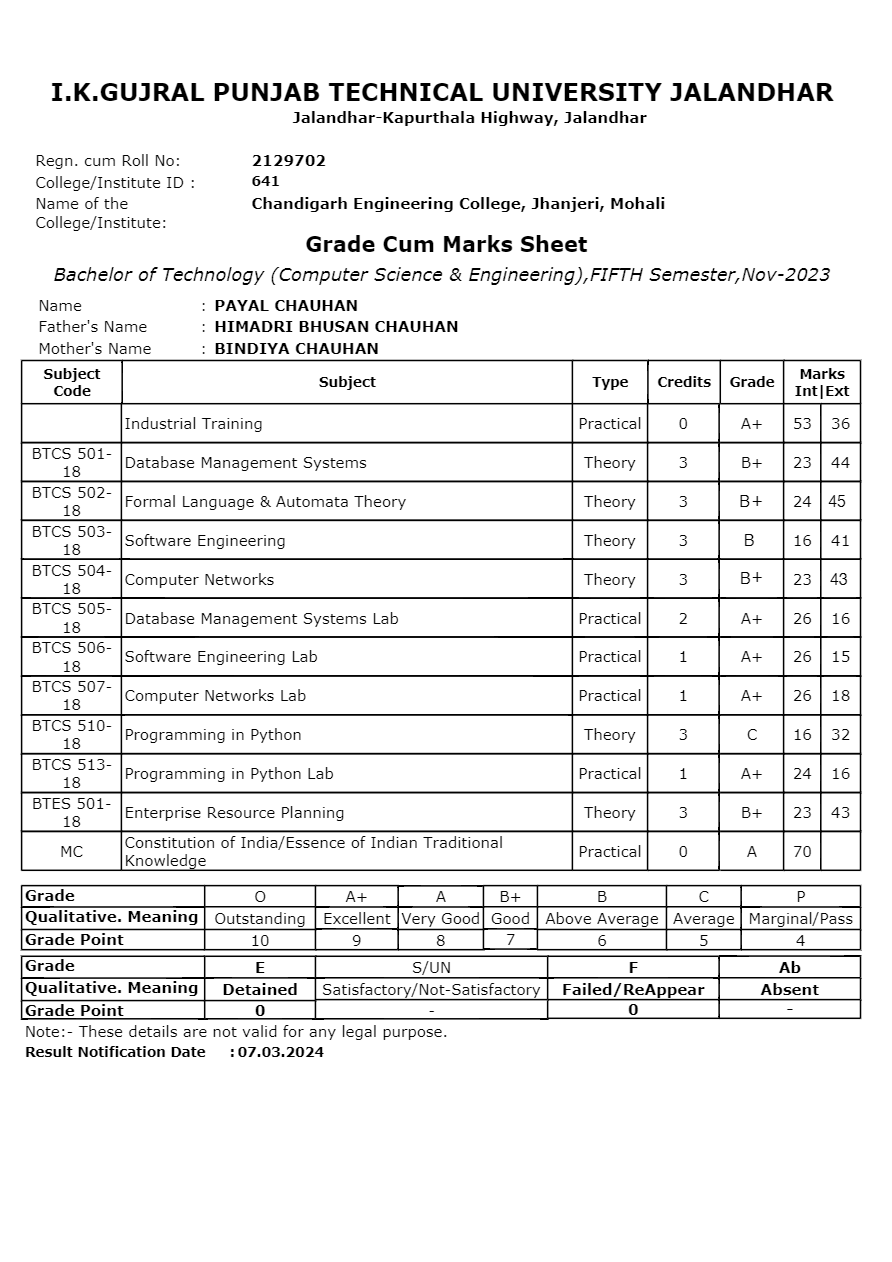 I.K.GUJRAL PUNJAB TECHNICAL UNIVERSITY JALANDHAR
Jalandhar-Kapurthala Highway, Jalandhar
Regn. cum Roll No: 2129702
College/Institute ID : 641
Name of the College/Institute: Chandigarh Engineering College, Jhanjeri, Mohali
Grade Cum Marks Sheet
Bachelor of Technology (Computer Science & Engineering),FIFTH Semester,Nov-2023
Name : PAYAL CHAUHAN
Father's Name : HIMADRI BHUSAN CHAUHAN
Mother's Name : BINDIYA CHAUHAN
Subject Code Subject Type Credits Grade Marks Int|Ext
Industrial Training Practical 0 A+ 53 36
BTCS 501-18 Database Management Systems Theory 3 B+ 23 44
BTCS 502-18 Formal Language & Automata Theory Theory 3 B+ 24 45
BTCS 503-18 Software Engineering Theory 3 B 16 41
BTCS 504-18 Computer Networks Theory 3 B+ 23 43
BTCS 505-18 Database Management Systems Lab Practical 2 A+ 26 16
BTCS 506-18 Software Engineering Lab Practical 1 A+ 26 15
BTCS 507-18 Computer Networks Lab Practical 1 A+ 26 18
BTCS 510-18 Programming in Python Theory 3 C 16 32
BTCS 513-18 Programming in Python Lab Practical 1 A+ 24 16
BTES 501-18 Enterprise Resource Planning Theory 3 B+ 23 43
MC Constitution of India/Essence of Indian Traditional Knowledge Practical 0 A 70
Grade O A+ A B+ B C P
Qualitative. Meaning Outstanding Excellent Very Good Good Above Average Average Marginal/Pass
Grade Point 10 9 8 7 6 5 4
Grade E S/UN F Ab
Qualitative. Meaning Detained Satisfactory/Not-Satisfactory Failed/ReAppear Absent
Grade Point 0 - 0 -
Note:- These details are not valid for any legal purpose.
Result Notification Date : 07.03.2024